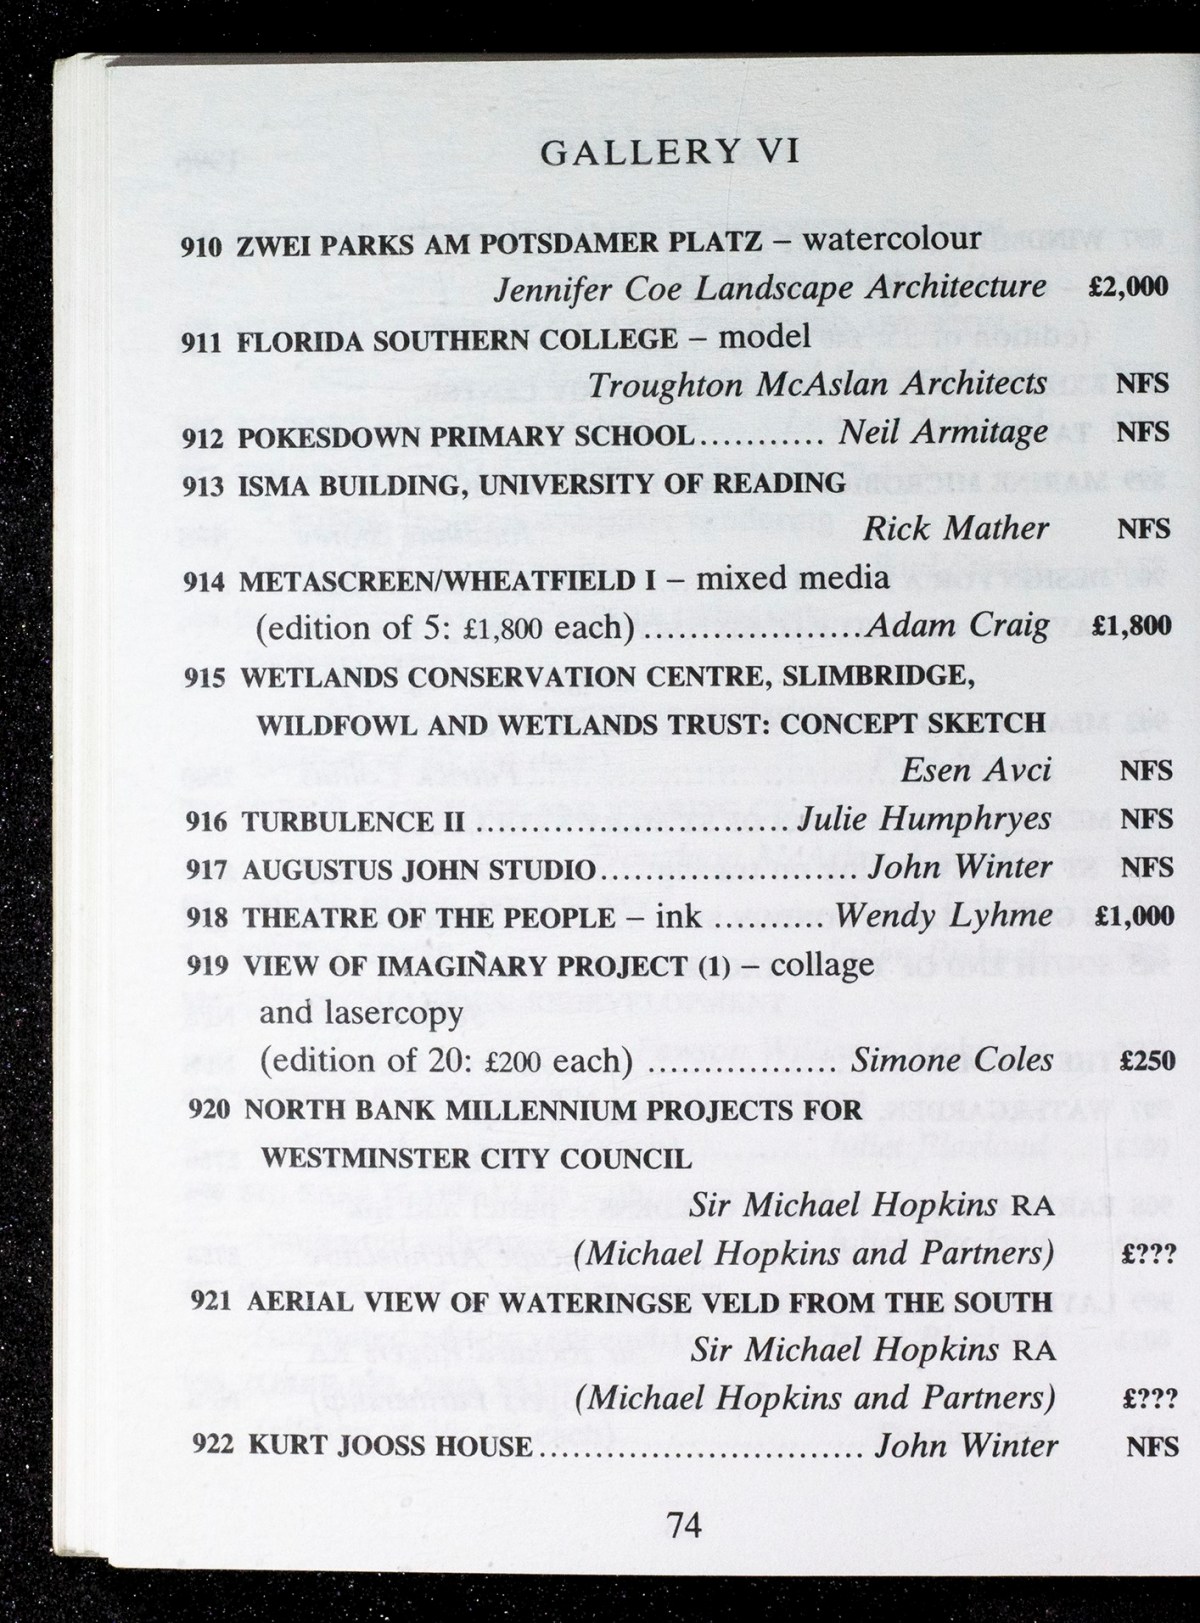 GALLERY VI
910 ZWEI PARKS AM POTSDAMER PLATZ – watercolour
Jennifer Coe Landscape Architecture £2,000
911 FLORIDA SOUTHERN COLLEGE – model
Troughton McAslan Architects NFS
912 POKESDOWN PRIMARY SCHOOL........... Neil Armitage NFS
913 ISMA BUILDING, UNIVERSITY OF READING
Rick Mather NFS
914 METASCREEN/WHEATFIELD I – mixed media
(edition of 5: £1,800 each)...................Adam Craig £1,800
915 WETLANDS CONSERVATION CENTRE, SLIMBRIDGE,
WILDFOWL AND WETLANDS TRUST: CONCEPT SKETCH
Esen Avci NFS
916 TURBULENCE II ............................Julie Humphryes NFS
917 AUGUSTUS JOHN STUDIO....................... John Winter NFS
918 THEATRE OF THE PEOPLE – ink .......... Wendy Lyhme £1,000
919 VIEW OF IMAGIÑARY PROJECT (1) – collage
and lasercopy
(edition of 20: £200 each) ................. Simone Coles £250
920 NORTH BANK MILLENNIUM PROJECTS FOR
WESTMINSTER CITY COUNCIL
Sir Michael Hopkins RA
(Michael Hopkins and Partners) £???
921 AERIAL VIEW OF WATERINGSE VELD FROM THE SOUTH
Sir Michael Hopkins RA
(Michael Hopkins and Partners) £???
922 KURT JOOSS HOUSE............................. John Winter NFS
74